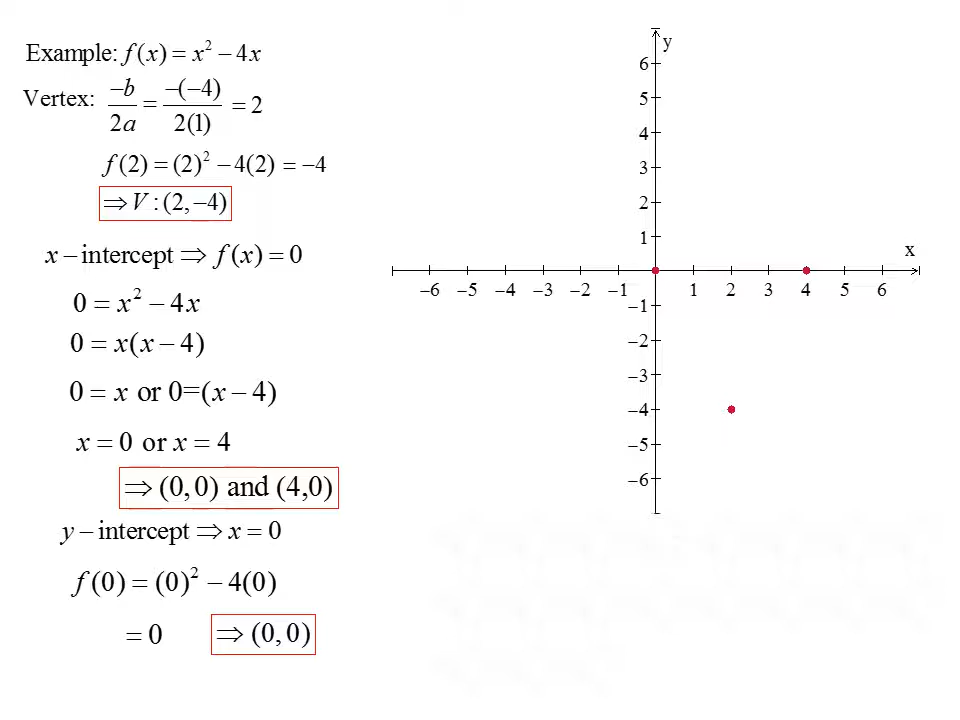 Example: f(x) = x² − 4x
Vertex: −b/2a = −(−4)/2(1) = 2
f(2) = (2)² − 4(2) = −4
⇒ V : (2, −4)
x − intercept ⇒ f(x) = 0
0 = x² − 4x
0 = x(x − 4)
0 = x or 0=(x − 4)
x = 0 or x = 4
⇒ (0, 0) and (4,0)
y − intercept ⇒ x = 0
f(0) = (0)² − 4(0)
= 0 ⇒ (0, 0)
y
6
5
4
3
2
1
x
−6 −5 −4 −3 −2 −1 1 2 3 4 5 6
−1
−2
−3
−4
−5
−6